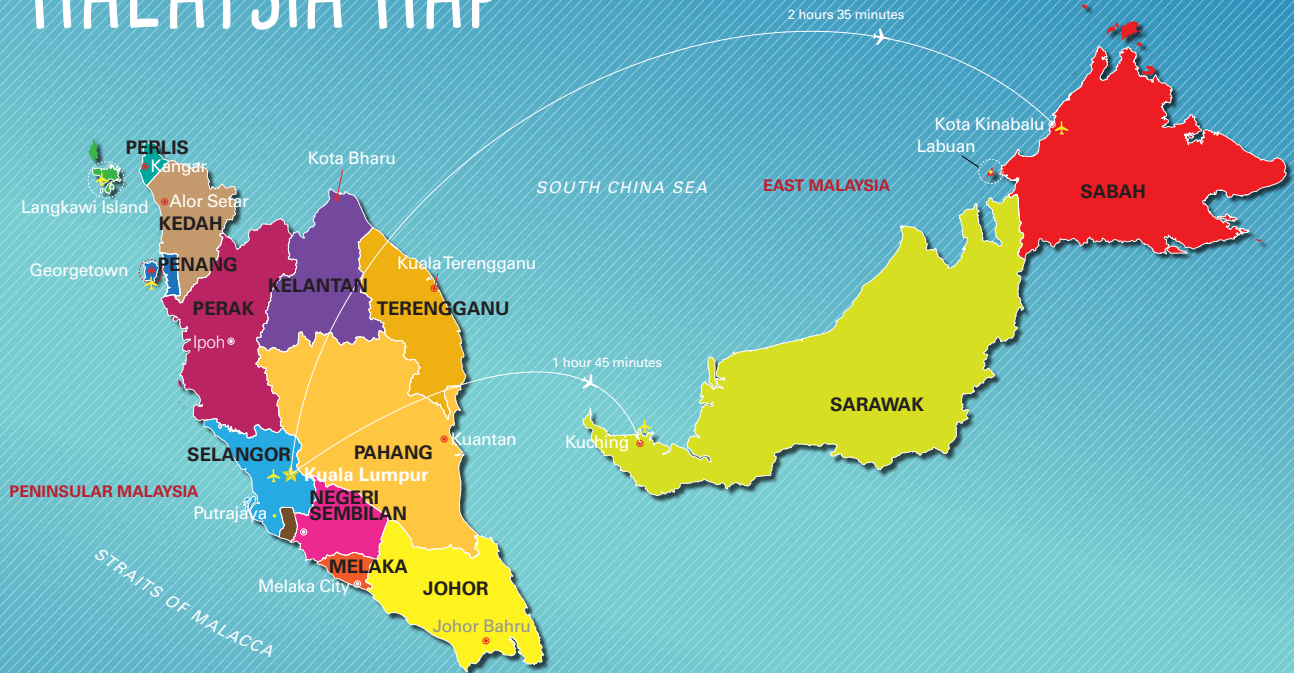 MALAYSIA MAP
2 hours 35 minutes
Kota Kinabalu
Labuan
PERLIS
Kangar
Kota Bharu
SOUTH CHINA SEA
EAST MALAYSIA
SABAH
Langkawi Island
Alor Setar
KEDAH
Georgetown
PENANG
Kuala Terengganu
KELANTAN
PERAK
TERENGGANU
Ipoh
1 hour 45 minutes
SARAWAK
Kuantan
Kuching
SELANGOR
PAHANG
Kuala Lumpur
PENINSULAR MALAYSIA
NEGERI
SEMBILAN
Putrajaya
MELAKA
Melaka City
JOHOR
STRAITS OF MALACCA
Johor Bahru